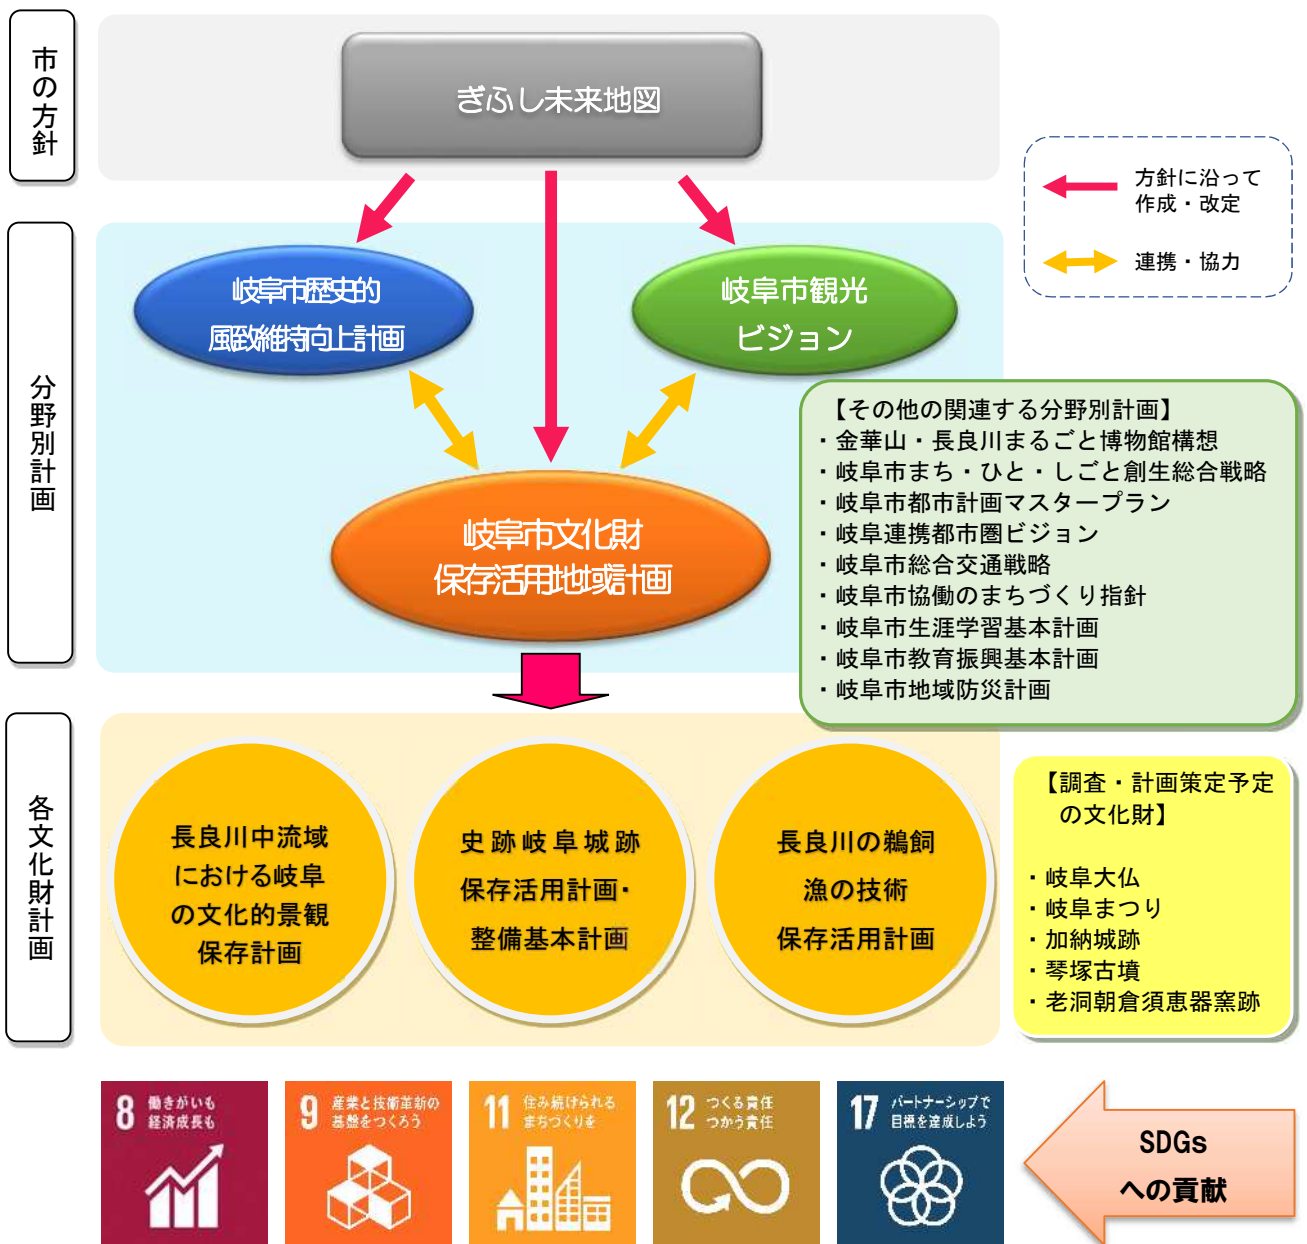 市の方針
ぎふし未来地図
方針に沿って
作成・改定
連携・協力
分野別計画
岐阜市歴史的
風致維持向上計画
岐阜市観光
ビジョン
岐阜市文化財
保存活用地域計画
【その他の関連する分野別計画】
・金華山・長良川まるごと博物館構想
・岐阜市まち・ひと・しごと創生総合戦略
・岐阜市都市計画マスタープラン
・岐阜連携都市圏ビジョン
・岐阜市総合交通戦略
・岐阜市協働のまちづくり指針
・岐阜市生涯学習基本計画
・岐阜市教育振興基本計画
・岐阜市地域防災計画
各文化財計画
長良川中流域
における岐阜
の文化的景観
保存計画
史跡岐阜城跡
保存活用計画・
整備基本計画
長良川の鵜飼
漁の技術
保存活用計画
【調査・計画策定予定
の文化財】
・岐阜大仏
・岐阜まつり
・加納城跡
・琴塚古墳
・老洞朝倉須恵器窯跡
8 働きがいも
経済成長も
9 産業と技術革新の
基盤をつくろう
11 住み続けられる
まちづくりを
12 つくる責任
つかう責任
17 パートナーシップで
目標を達成しよう
SDGs
への貢献